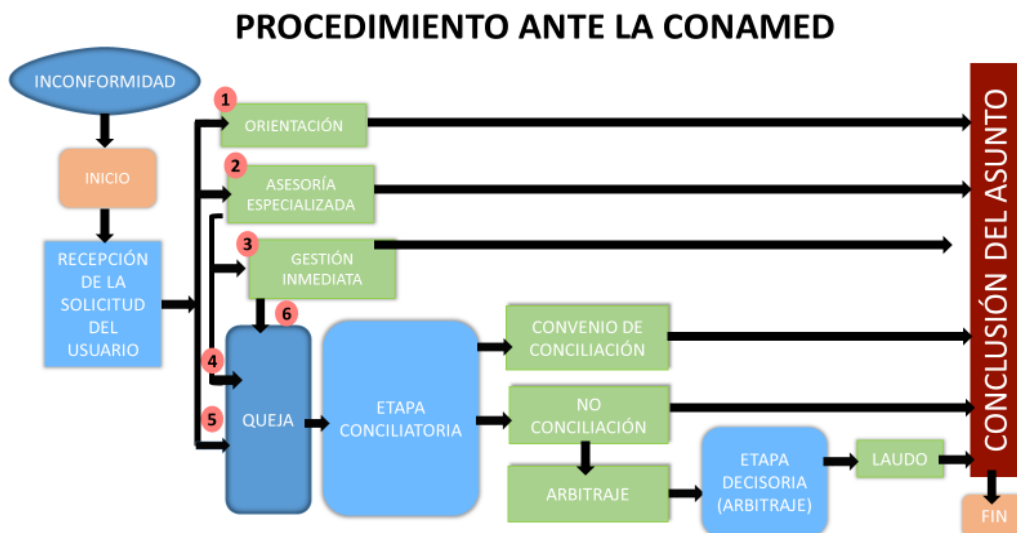 PROCEDIMIENTO ANTE LA CONAMED
INCONFORMIDAD
INICIO
RECEPCIÓN
DE LA
SOLICITUD
DEL
USUARIO
1
ORIENTACIÓN
2
ASESORÍA
ESPECIALIZADA
3
GESTIÓN
INMEDIATA
4
5
6
QUEJA
ETAPA
CONCILIATORIA
CONVENIO DE
CONCILIACIÓN
NO
CONCILIACIÓN
ARBITRAJE
ETAPA
DECISORIA
(ARBITRAJE)
LAUDO
CONCLUSIÓN DEL ASUNTO
FIN